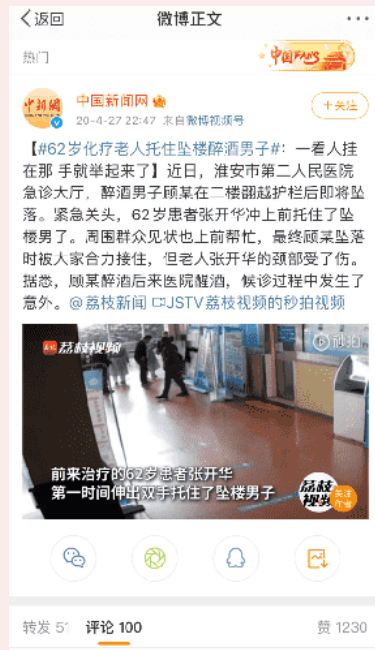 返回
微博正文
热门
中国FANS
中新网
中国新闻网
20-4-27 22:47 来自微博视频号
+关注
【#62岁化疗老人托住坠楼醉酒男子#：一看人挂
在那 手就举起来了】近日，淮安市第二人民医院
急诊大厅，醉酒男子顾某在二楼翻越护栏后即将坠
落。紧急关头，62岁患者张开华冲上前托住了坠
楼男了。周围群众见状也上前帮忙，最终顾某坠落
时被大家合力接住，但老人张开华的颈部受了伤。
据悉，顾某醉酒后来医院醒酒，候诊过程中发生了
意外。@荔枝新闻 JSTV荔枝视频的秒拍视频
荔枝视频
秒拍
前来治疗的62岁患者张开华
第一时间伸出双手托住了坠楼男子
荔枝
视频
关注
作者
转发 51
评论 100
赞 1230